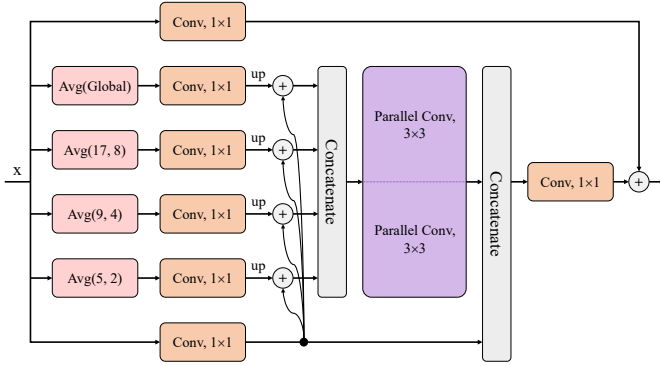 Conv, 1×1
up
Avg(Global)
Conv, 1×1
+
up
Avg(17, 8)
Conv, 1×1
+
x
up
Avg(9, 4)
Conv, 1×1
+
up
Avg(5, 2)
Conv, 1×1
+
Conv, 1×1
Concatenate
Parallel Conv,
3×3
Parallel Conv,
3×3
Concatenate
Conv, 1×1
+